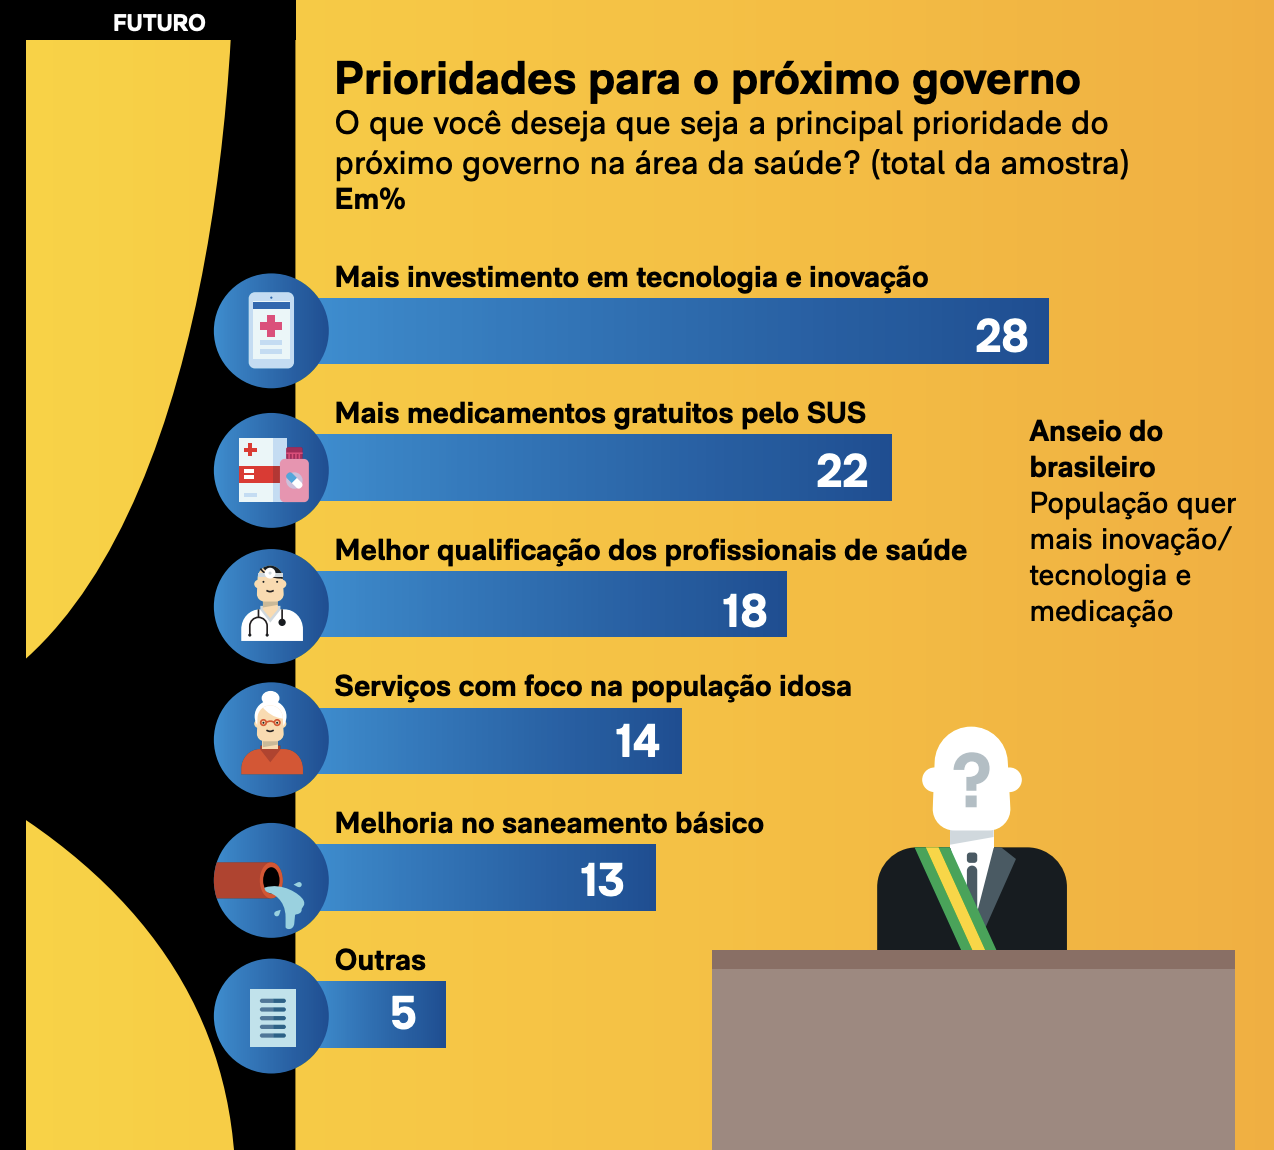 FUTURO
Prioridades para o próximo governo
O que você deseja que seja a principal prioridade do
próximo governo na área da saúde? (total da amostra)
Em%
Mais investimento em tecnologia e inovação
28
Mais medicamentos gratuitos pelo SUS
22
Melhor qualificação dos profissionais de saúde
18
Serviços com foco na população idosa
14
Melhoria no saneamento básico
13
Outras
5
Anseio do
brasileiro
População quer
mais inovação/
tecnologia e
medicação
?